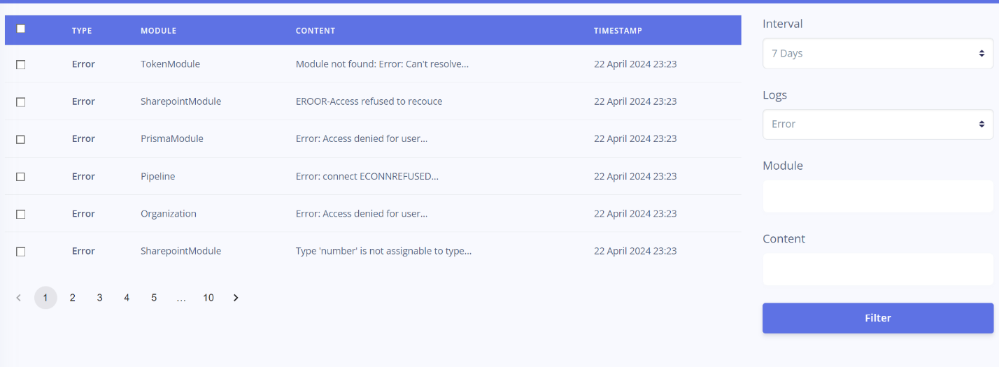 TYPE MODULE CONTENT TIMESTAMP
Error TokenModule Module not found: Error: Can't resolve... 22 April 2024 23:23
Error SharepointModule EROOR-Access refused to recouce 22 April 2024 23:23
Error PrismaModule Error: Access denied for user... 22 April 2024 23:23
Error Pipeline Error: connect ECONNREFUSED... 22 April 2024 23:23
Error Organization Error: Access denied for user... 22 April 2024 23:23
Error SharepointModule Type 'number' is not assignable to type... 22 April 2024 23:23
1 2 3 4 5 ... 10
Interval
7 Days
Logs
Error
Module
Content
Filter